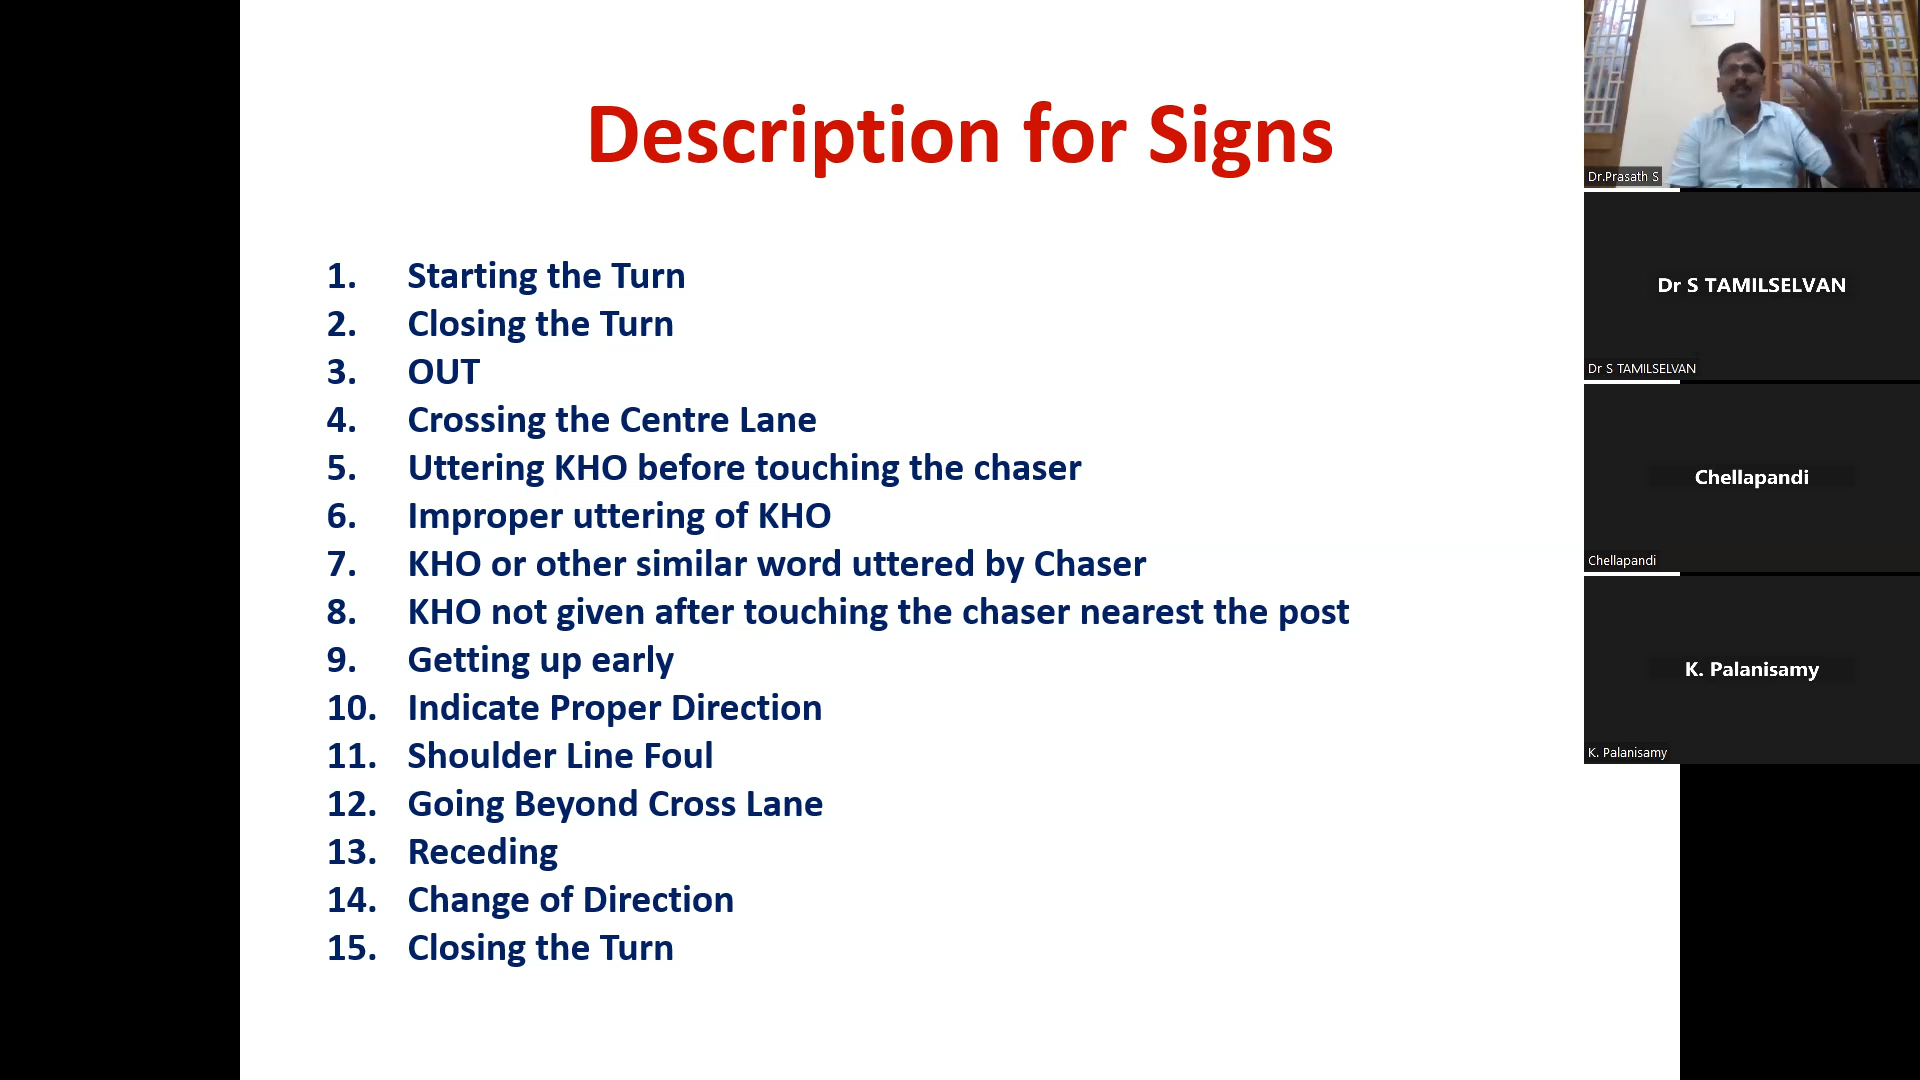 Description for Signs
1. Starting the Turn
2. Closing the Turn
3. OUT
4. Crossing the Centre Lane
5. Uttering KHO before touching the chaser
6. Improper uttering of KHO
7. KHO or other similar word uttered by Chaser
8. KHO not given after touching the chaser nearest the post
9. Getting up early
10. Indicate Proper Direction
11. Shoulder Line Foul
12. Going Beyond Cross Lane
13. Receding
14. Change of Direction
15. Closing the Turn
Dr.Prasath S
Dr S TAMILSELVAN
Dr S TAMILSELVAN
Chellapandi
Chellapandi
K. Palanisamy
K. Palanisamy